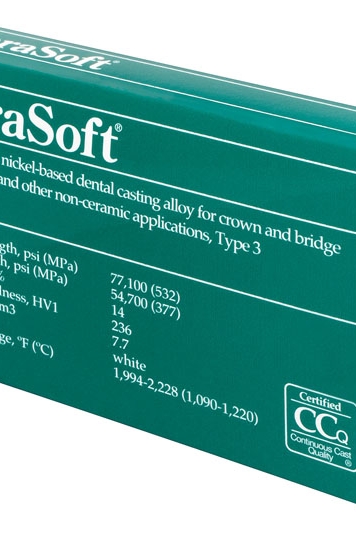 raSoft®
raSoft®
nickel-based dental casting alloy for crown and bridge
and other non-ceramic applications, Type 3
gth, psi (MPa) 77,100 (532)
h, psi (MPa) 54,700 (377)
% 14
dness, HV1 236
m3 7.7
white
ge, °F (°C) 1,994-2,228 (1,090-1,220)
Certified
CCQ
Continuous Cast
Quality ®